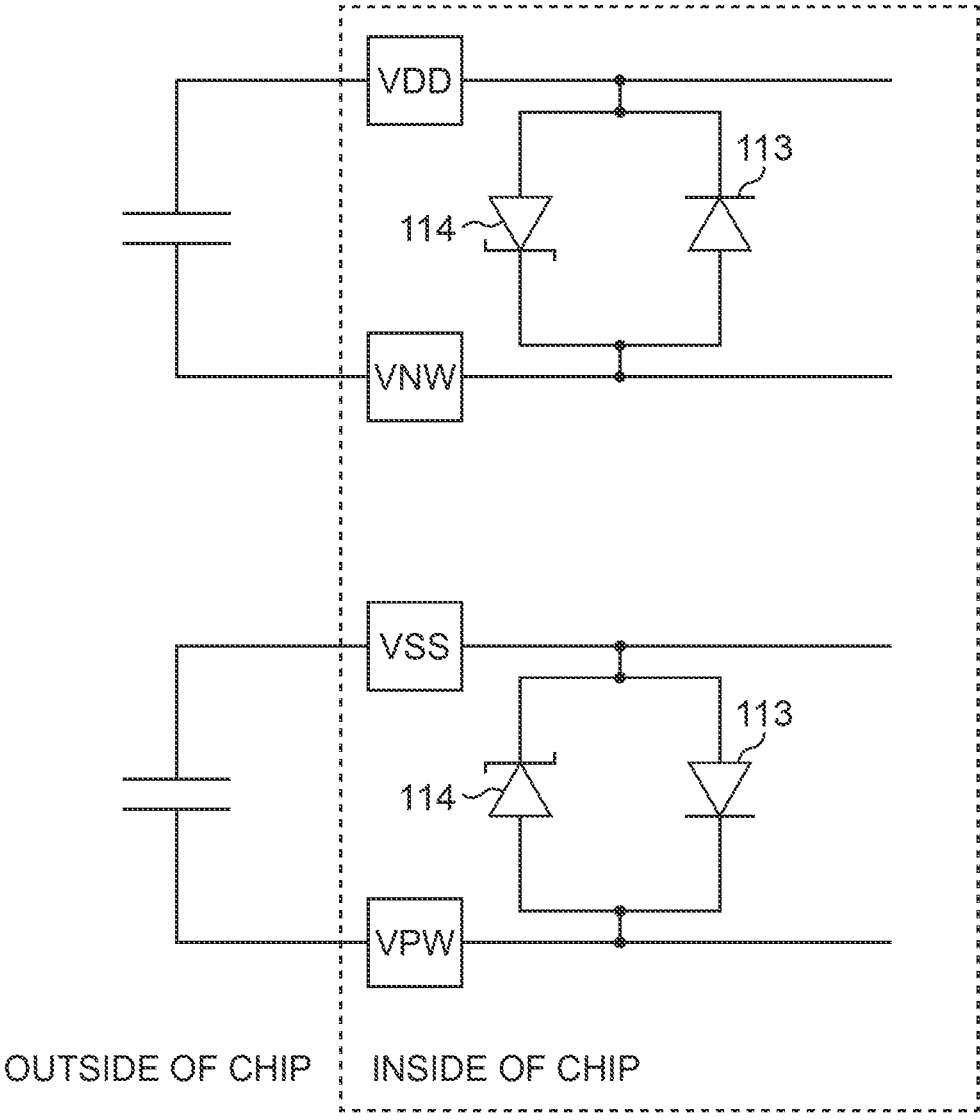 VDD
113
114
VNW
VSS
113
114
VPW
OUTSIDE OF CHIP
INSIDE OF CHIP